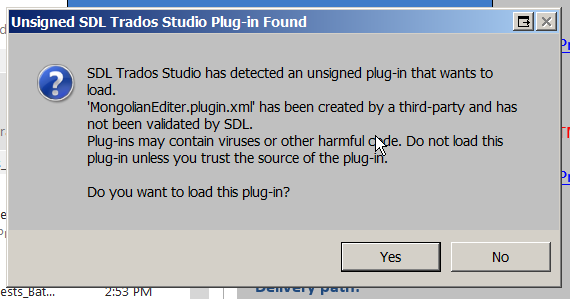 Unsigned SDL Trados Studio Plug-in Found
SDL Trados Studio has detected an unsigned plug-in that wants to
load.
'MongolianEditer.plugin.xml' has been created by a third-party and has
not been validated by SDL.
Plug-ins may contain viruses or other harmful code. Do not load this
plug-in unless you trust the source of the plug-in.
Do you want to load this plug-in?
Yes
No
ests_Bat...
2:53 PM
Delivery path: